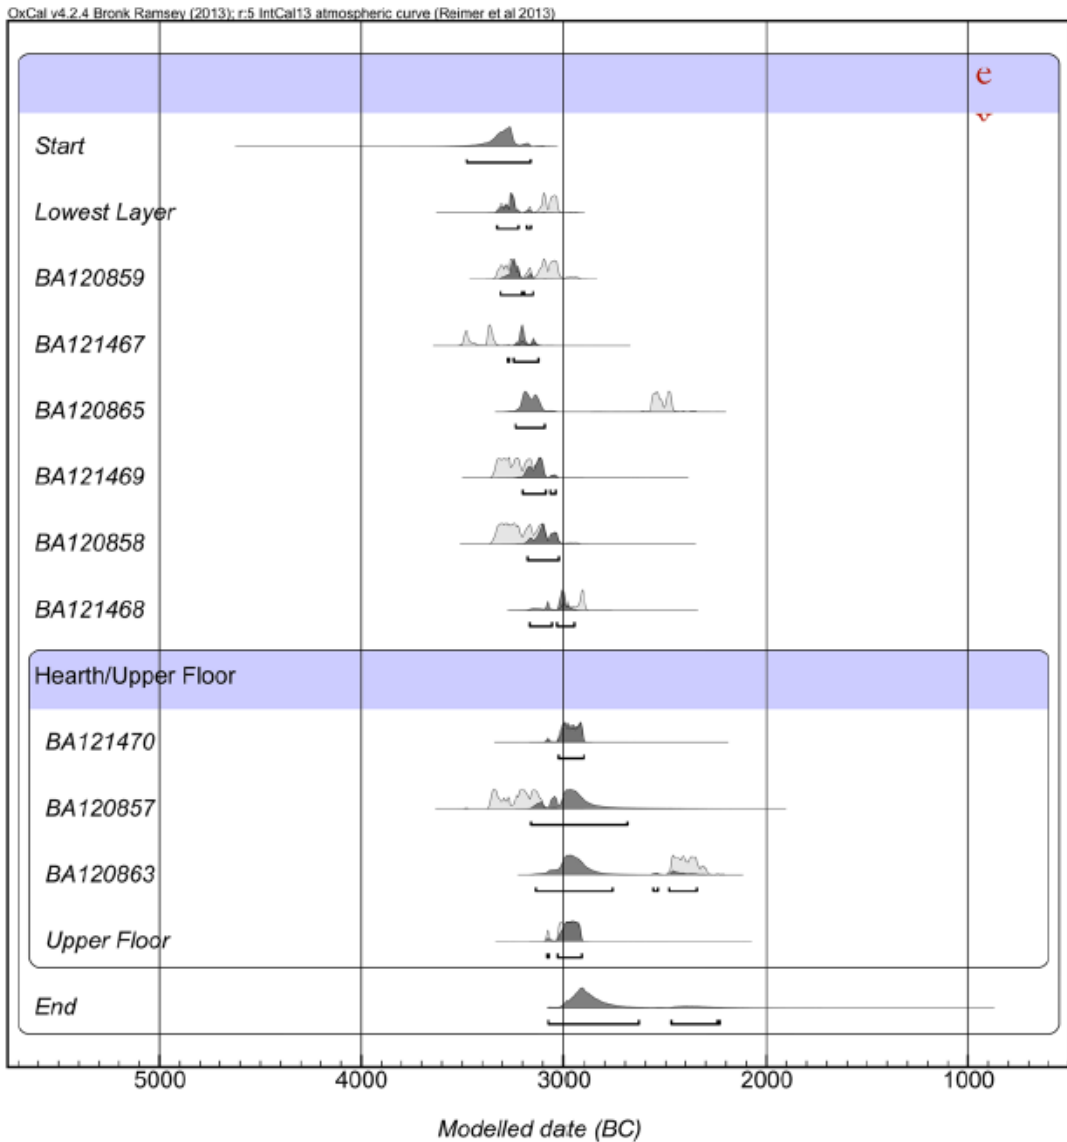 OxCal v4.2.4 Bronk Ramsey (2013); r:5 IntCal13 atmospheric curve (Reimer et al 2013)
e
v
Start
Lowest Layer
BA120859
BA121467
BA120865
BA121469
BA120858
BA121468
Hearth/Upper Floor
BA121470
BA120857
BA120863
Upper Floor
End
5000 4000 3000 2000 1000
Modelled date (BC)